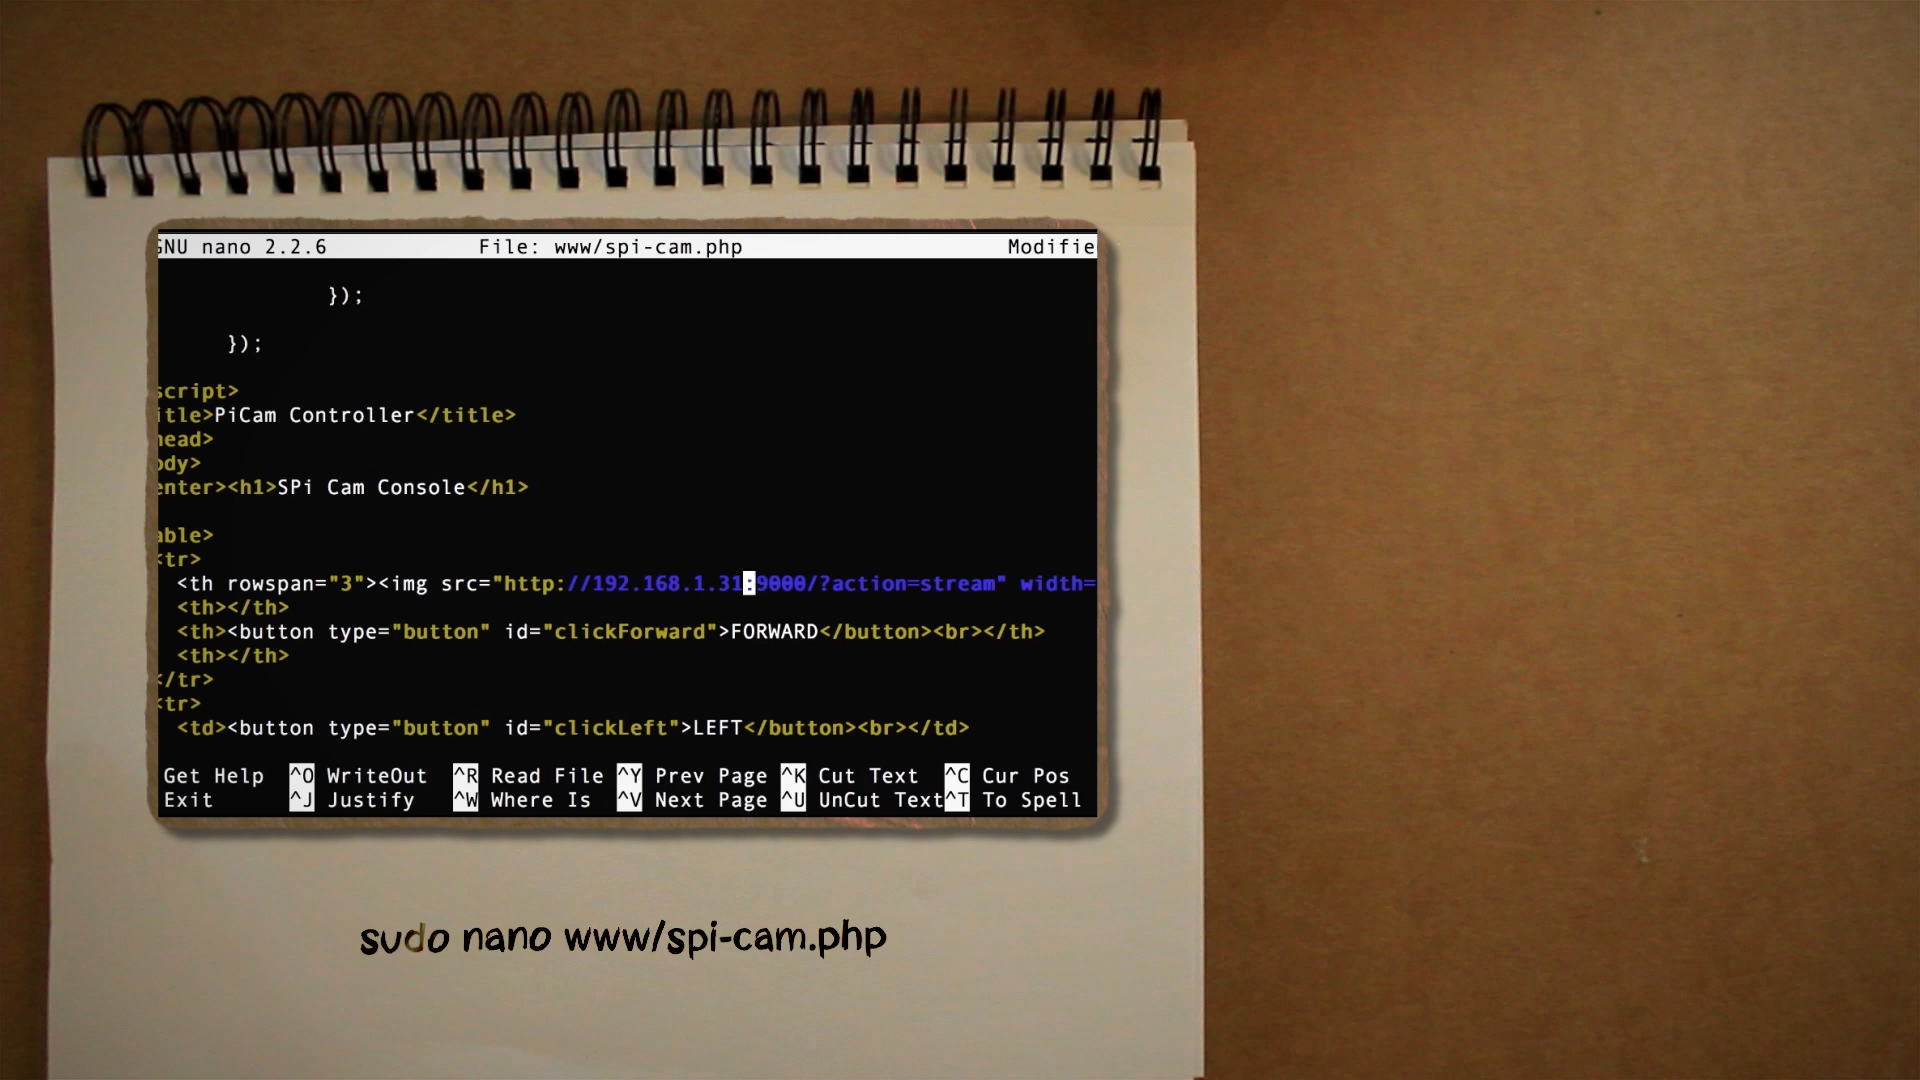 GNU nano 2.2.6 File: www/spi-cam.php Modifie
});
});
script>
itle>PiCam Controller</title>
head>
ody>
enter><h1>SPi Cam Console</h1>
able>
<tr>
<th rowspan="3"><img src="http://192.168.1.31:9000/?action=stream" width=
<th></th>
<th><button type="button" id="clickForward">FORWARD</button><br></th>
<th></th>
</tr>
<tr>
<td><button type="button" id="clickLeft">LEFT</button><br></td>
Get Help ^O WriteOut ^R Read File ^Y Prev Page ^K Cut Text ^C Cur Pos
Exit ^J Justify ^W Where Is ^V Next Page ^U UnCut Text ^T To Spell
sudo nano www/spi-cam.php